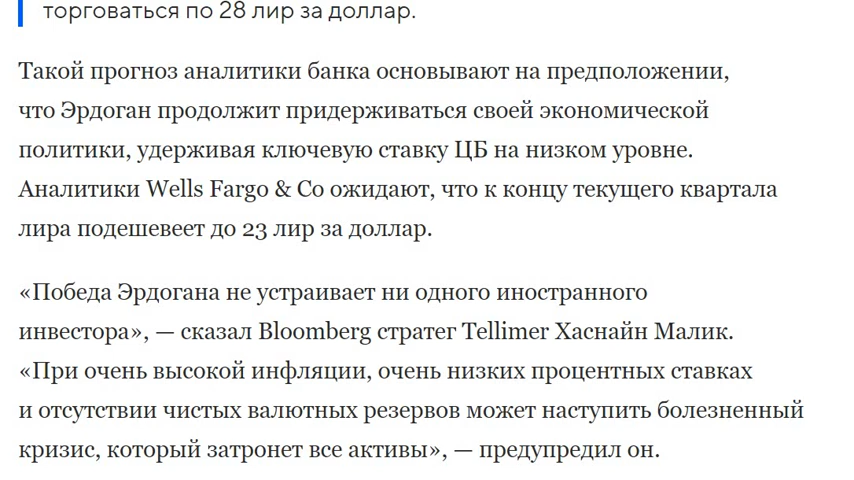 торговаться по 28 лир за доллар.
Такой прогноз аналитики банка основывают на предположении,
что Эрдоган продолжит придерживаться своей экономической
политики, удерживая ключевую ставку ЦБ на низком уровне.
Аналитики Wells Fargo & Co ожидают, что к концу текущего квартала
лира подешевеет до 23 лир за доллар.
«Победа Эрдогана не устраивает ни одного иностранного
инвестора», — сказал Bloomberg стратег Tellimer Хаснайн Малик.
«При очень высокой инфляции, очень низких процентных ставках
и отсутствии чистых валютных резервов может наступить болезненный
кризис, который затронет все активы», — предупредил он.